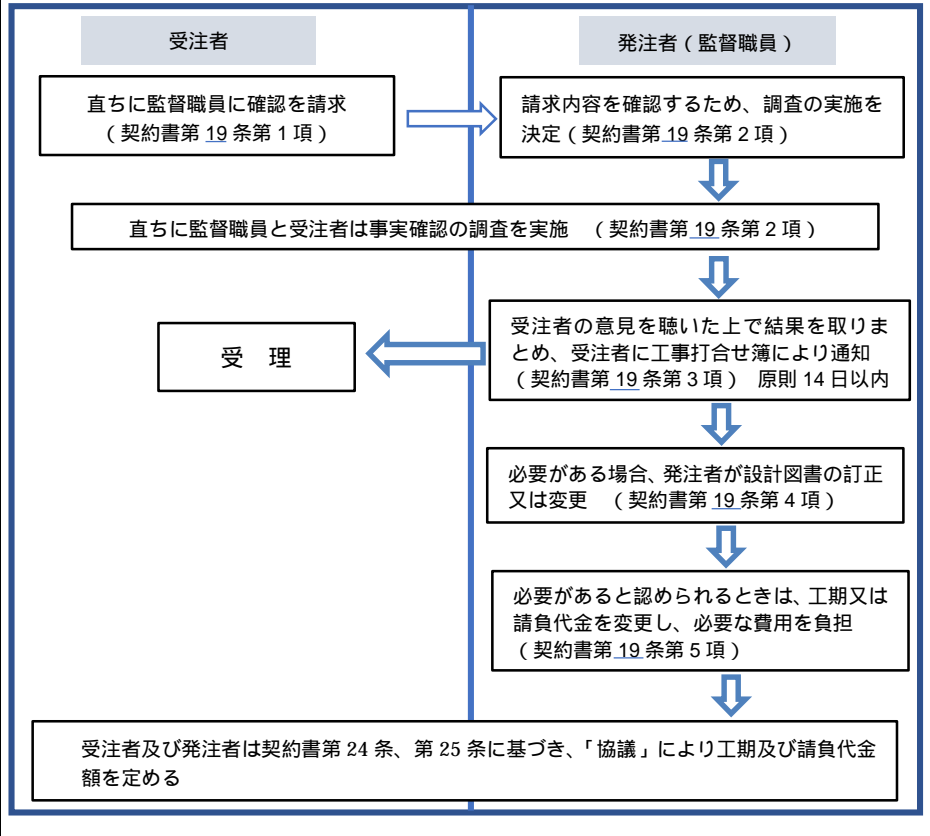 受注者
発注者(監督職員)
直ちに監督職員に確認を請求
(契約書第 19 条第1項)
請求内容を確認するため、調査の実施を
決定(契約書第 19 条第2項)
直ちに監督職員と受注者は事実確認の調査を実施 (契約書第 19 条第2項)
受注者の意見を聴いた上で結果を取りま
とめ、受注者に工事打合せ簿により通知
(契約書第 19 条第3項) 原則 14 日以内
受 理
必要がある場合、発注者が設計図書の訂正
又は変更 (契約書第 19 条第4項)
必要があると認められるときは、工期又は
請負代金を変更し、必要な費用を負担
(契約書第 19 条第5項)
受注者及び発注者は契約書第 24 条、第 25 条に基づき、「協議」により工期及び請負代金
額を定める